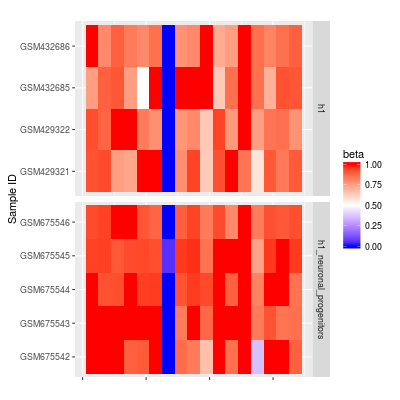 GSM432686
GSM432685
GSM429322
GSM429321
h1
GSM675546
GSM675545
GSM675544
GSM675543
GSM675542
h1_neuronal_progenitors
Sample ID
beta
1.00
0.75
0.50
0.25
0.00